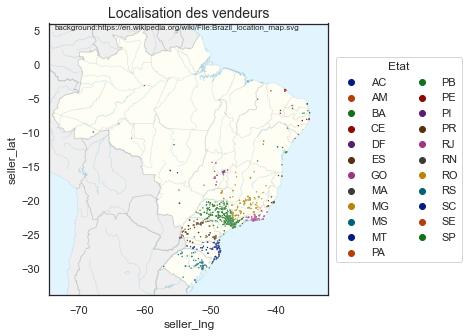 Localisation des vendeurs
background:https://en.wikipedia.org/wiki/File:Brazil_location_map.svg
5
0
−5
−10
−15
−20
−25
−30
seller_lat
−70
−60
−50
−40
seller_lng
Etat
AC
AM
BA
CE
DF
ES
GO
MA
MG
MS
MT
PA
PB
PE
PI
PR
RJ
RN
RO
RS
SC
SE
SP